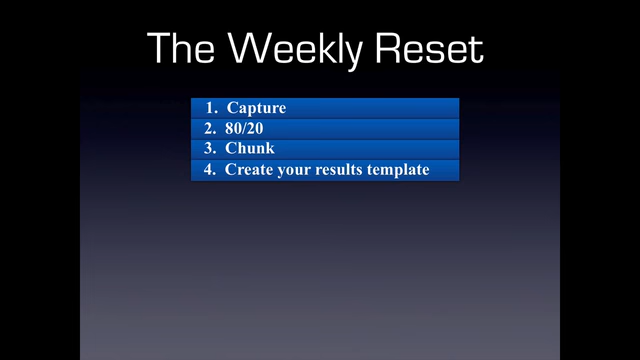 The Weekly Reset
1. Capture
2. 80/20
3. Chunk
4. Create your results template